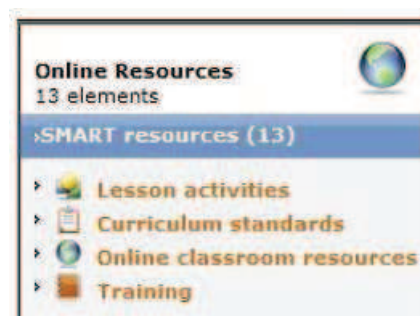 Online Resources
13 elements
›SMART resources (13)
Lesson activities
Curriculum standards
Online classroom resources
Training